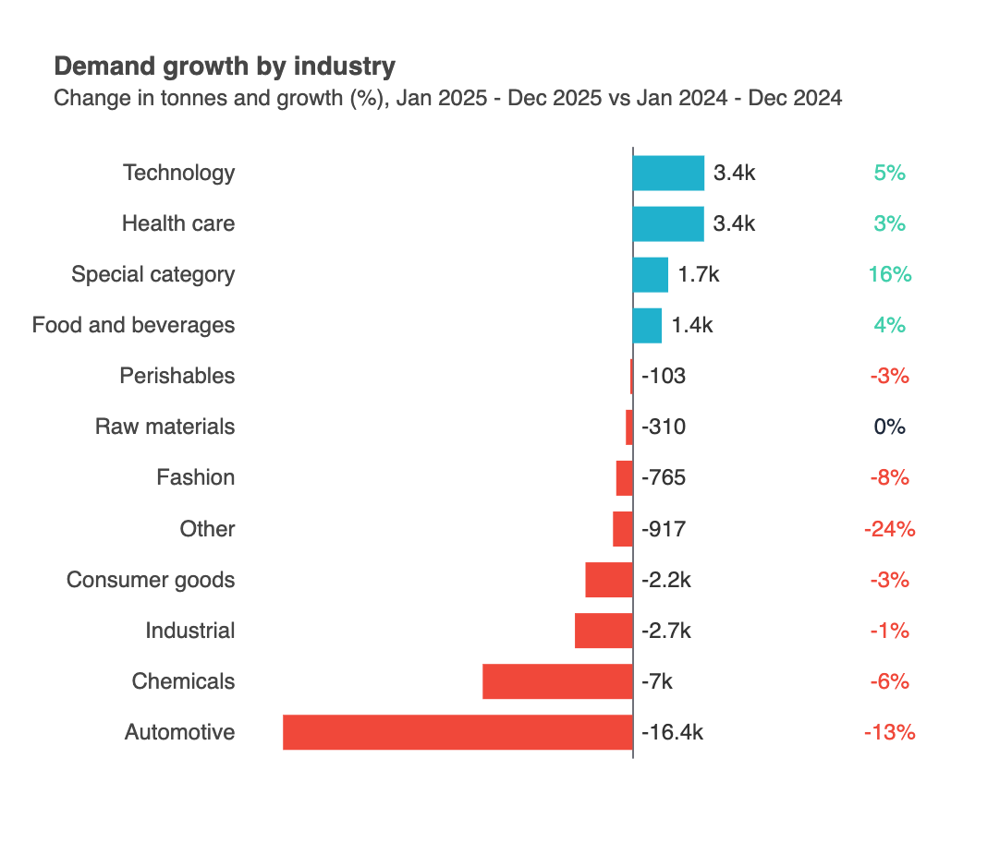 Demand growth by industry
Change in tonnes and growth (%), Jan 2025 - Dec 2025 vs Jan 2024 - Dec 2024
Technology 3.4k 5%
Health care 3.4k 3%
Special category 1.7k 16%
Food and beverages 1.4k 4%
Perishables -103 -3%
Raw materials -310 0%
Fashion -765 -8%
Other -917 -24%
Consumer goods -2.2k -3%
Industrial -2.7k -1%
Chemicals -7k -6%
Automotive -16.4k -13%